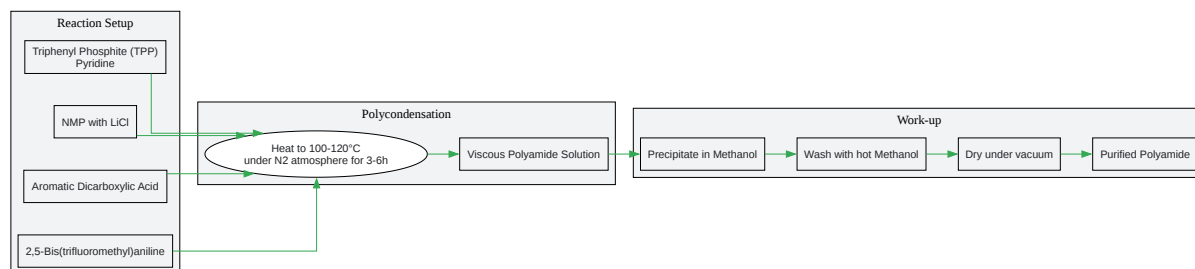 Reaction Setup
Triphenyl Phosphite (TPP)
Pyridine
NMP with LiCl
Aromatic Dicarboxylic Acid
2,5-Bis(trifluoromethyl)aniline
Polycondensation
Heat to 100-120°C
under N2 atmosphere for 3-6h
Viscous Polyamide Solution
Work-up
Precipitate in Methanol
Wash with hot Methanol
Dry under vacuum
Purified Polyamide